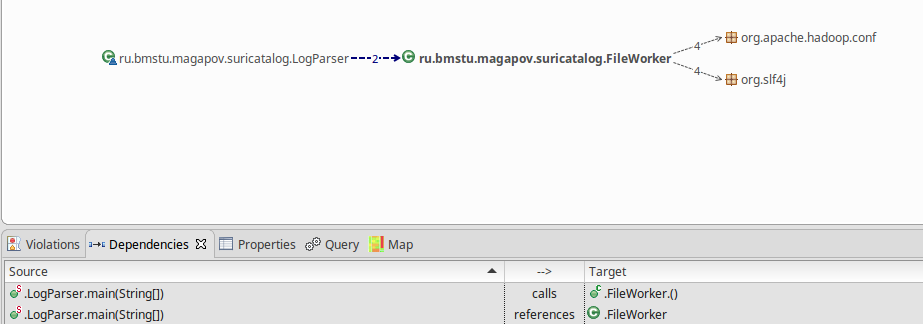 org.apache.hadoop.conf
4
ru.bmstu.magapov.suricatalog.LogParser 2 ru.bmstu.magapov.suricatalog.FileWorker
4
org.slf4j
Violations Dependencies Properties Query Map
Source --> Target
.LogParser.main(String[]) calls .FileWorker.()
.LogParser.main(String[]) references .FileWorker